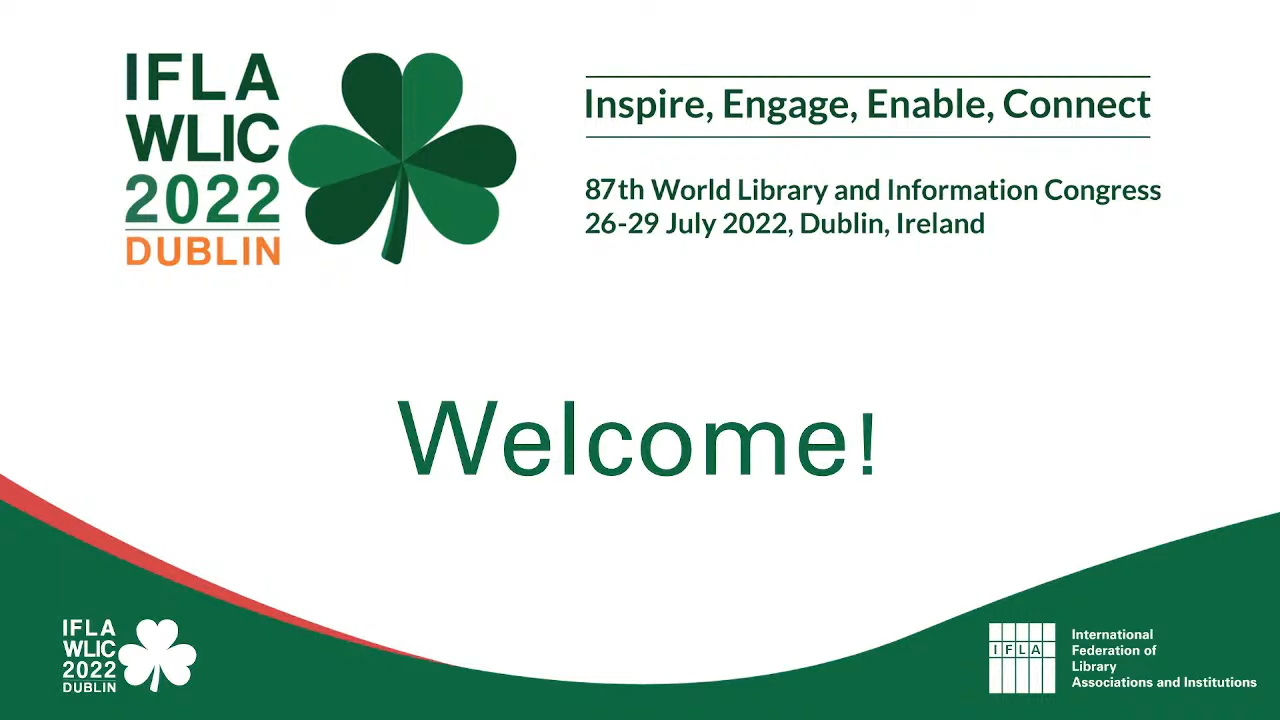 IFLA
WLIC
2022
DUBLIN
Inspire, Engage, Enable, Connect
87th World Library and Information Congress
26-29 July 2022, Dublin, Ireland
Welcome!
IFLA
WLIC
2022
DUBLIN
IFLA
International
Federation of
Library
Associations and Institutions